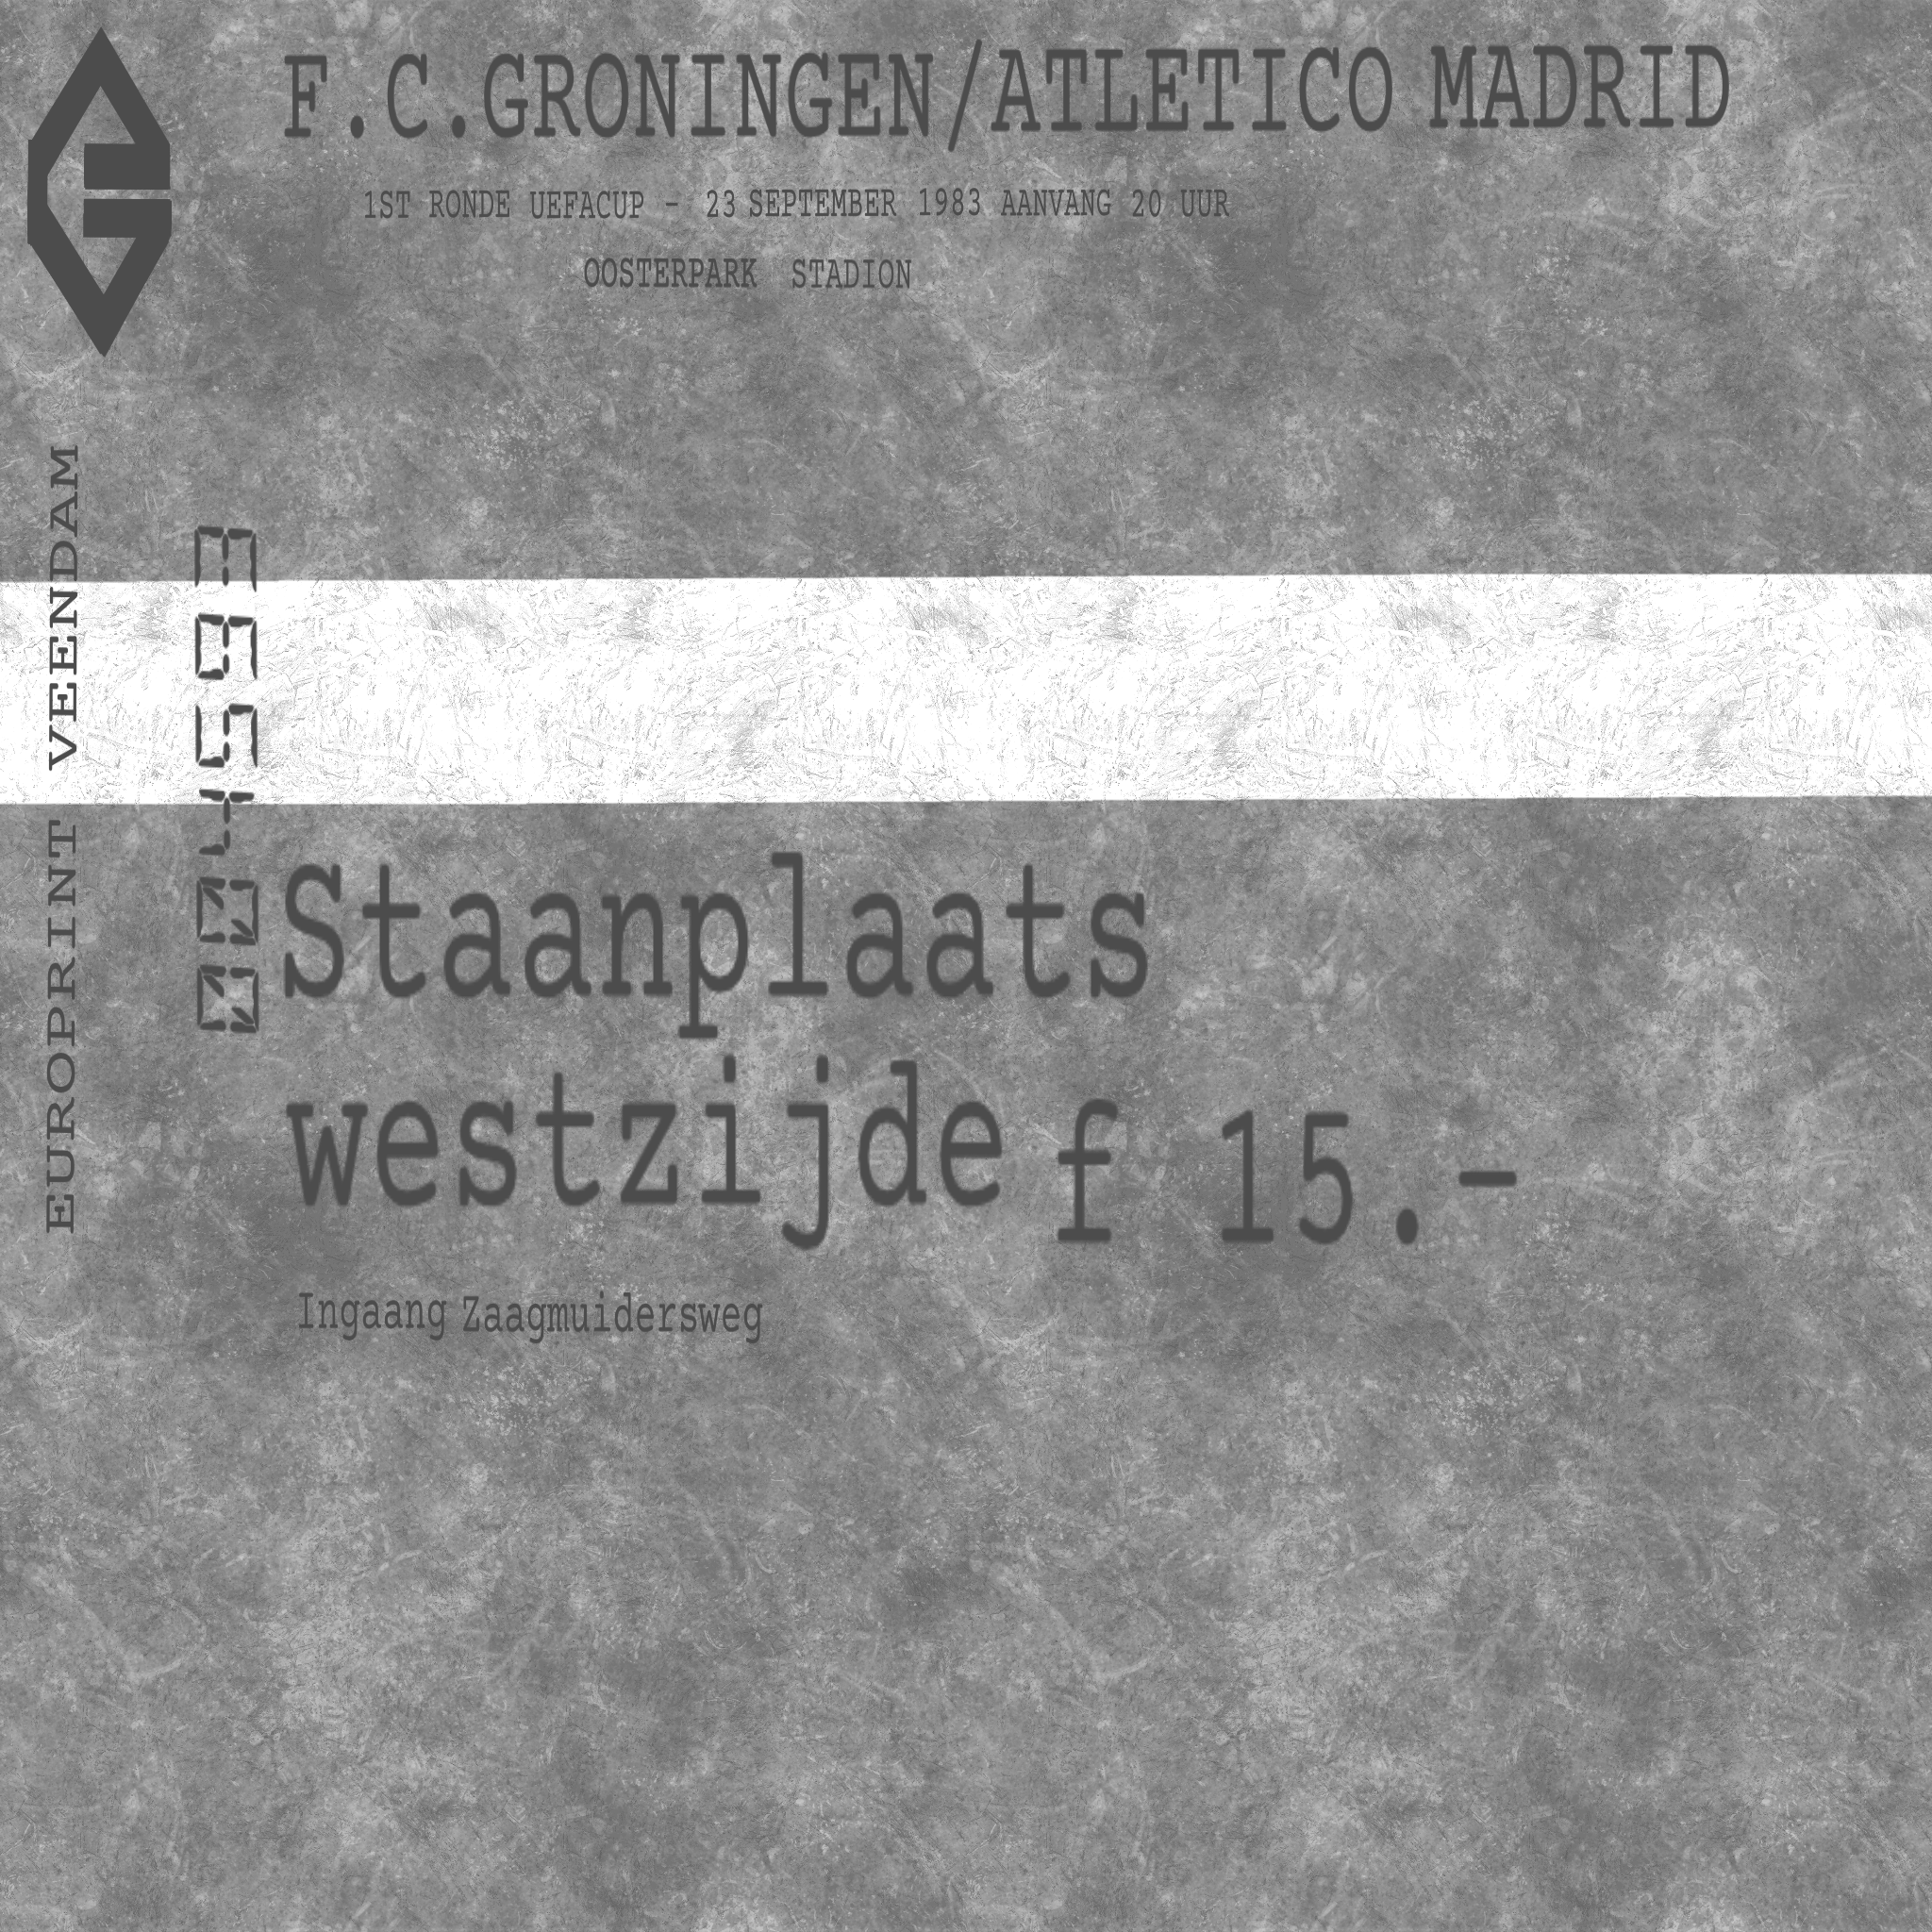 F.C.GRONINGEN/ATLETICO MADRID
1ST RONDE UEFACUP - 23 SEPTEMBER 1983 AANVANG 20 UUR
OOSTERPARK STADION
EUROPRINT VEENDAM
004593
Staanplaats
westzijde f 15.-
Ingaang Zaagmuidersweg